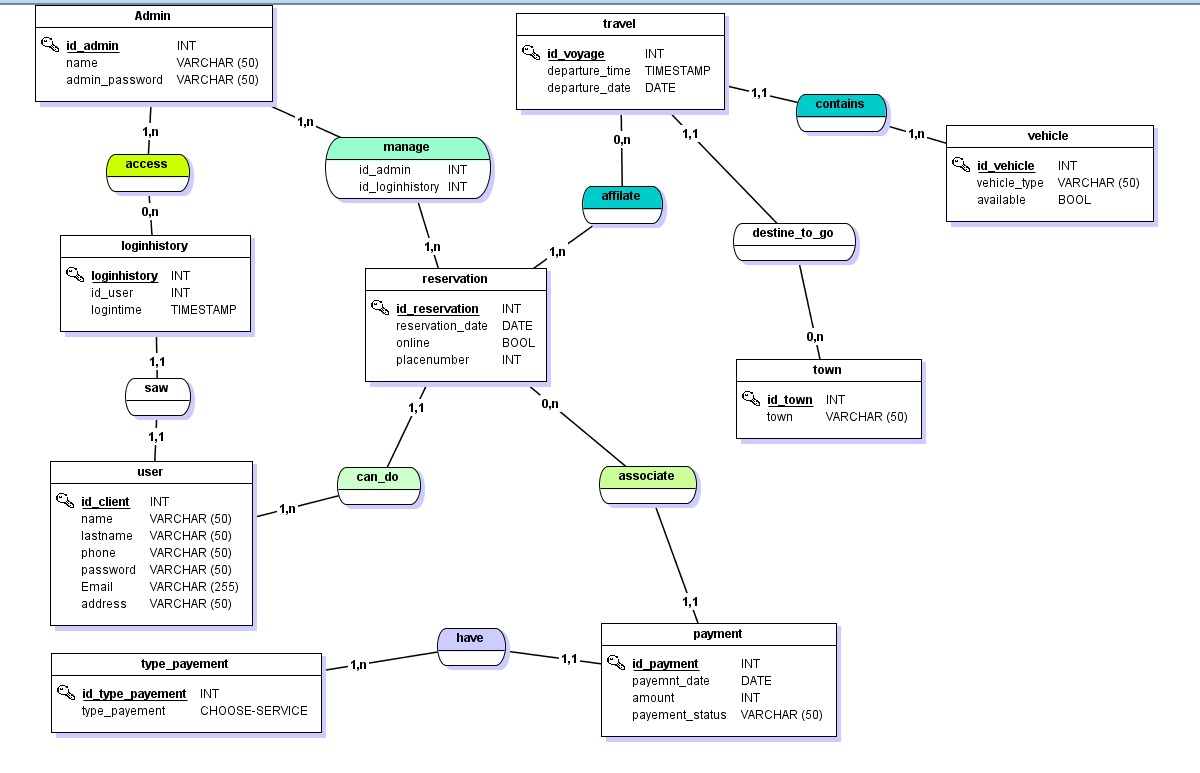 Admin
id_admin INT
name VARCHAR (50)
admin_password VARCHAR (50)
travel
id_voyage INT
departure_time TIMESTAMP
departure_date DATE
1,1
contains
1,n
vehicle
id_vehicle INT
vehicle_type VARCHAR (50)
available BOOL
1,n
access
0,n
1,n
manage
id_admin INT
id_loginhistory INT
1,n
0,n
affilate
1,n
1,1
destine_to_go
0,n
loginhistory
loginhistory INT
id_user INT
logintime TIMESTAMP
reservation
id_reservation INT
reservation_date DATE
online BOOL
placenumber INT
town
id_town INT
town VARCHAR (50)
1,1
saw
1,1
1,1
can_do
1,n
0,n
associate
1,1
user
id_client INT
name VARCHAR (50)
lastname VARCHAR (50)
phone VARCHAR (50)
password VARCHAR (50)
Email VARCHAR (255)
address VARCHAR (50)
type_payement
id_type_payement INT
type_payement CHOOSE-SERVICE
1,n
have
1,1
payment
id_payment INT
payemnt_date DATE
amount INT
payement_status VARCHAR (50)